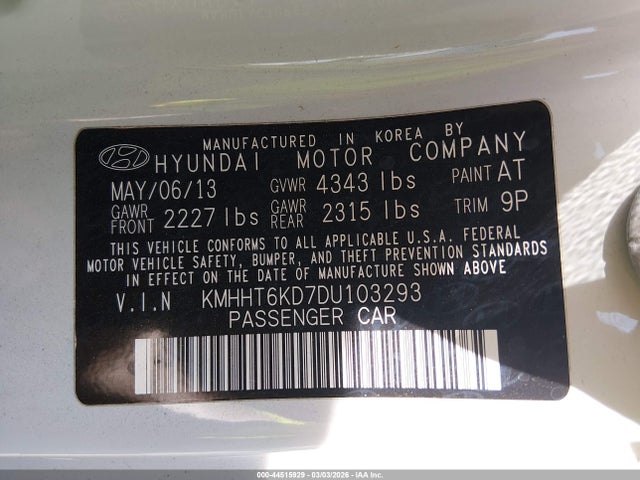 MANUFACTURED IN KOREA BY
HYUNDAI MOTOR COMPANY
MAY/06/13 GVWR 4343 lbs PAINT AT
GAWR FRONT 2227 lbs GAWR REAR 2315 lbs TRIM 9P
THIS VEHICLE CONFORMS TO ALL APPLICABLE U.S.A. FEDERAL
MOTOR VEHICLE SAFETY, BUMPER, AND THEFT PREVENTION STANDARDS
IN EFFECT ON THE DATE OF MANUFACTURE SHOWN ABOVE
V.I.N KMHHT6KD7DU103293
PASSENGER CAR
000-44515829 - 03/03/2026 - IAA Inc.